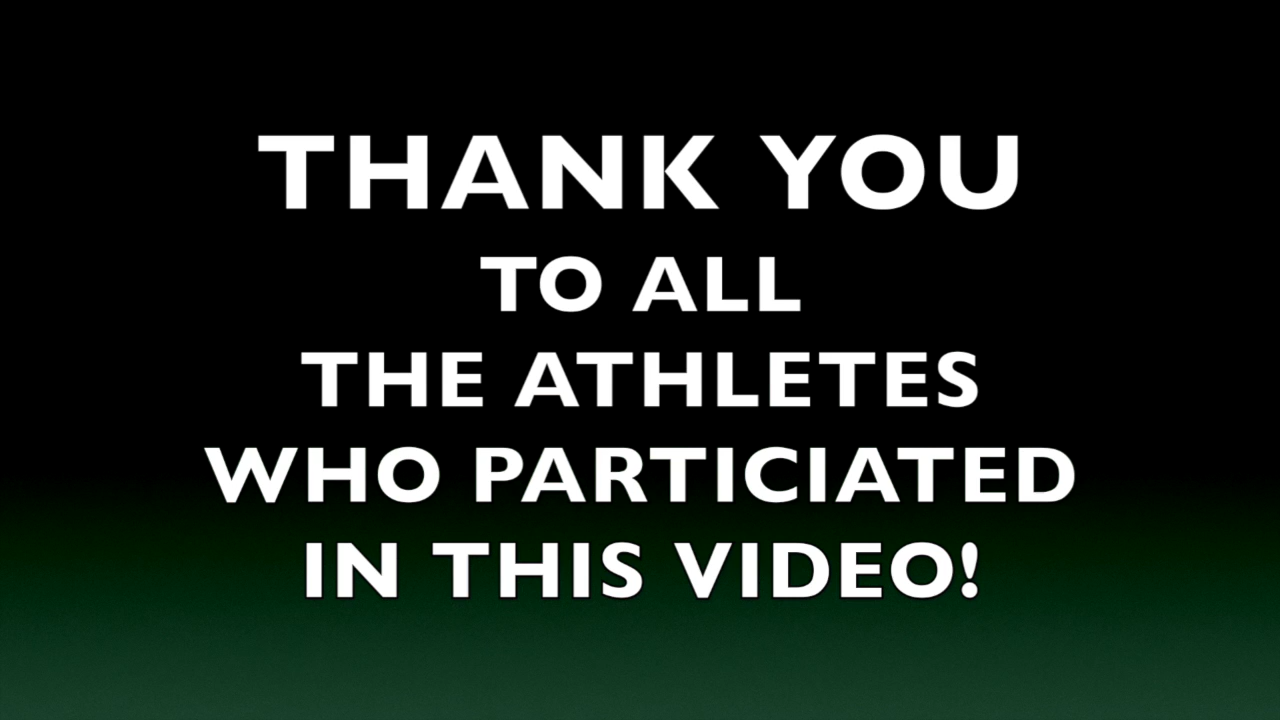 THANK YOU
TO ALL
THE ATHLETES
WHO PARTICIATED
IN THIS VIDEO!